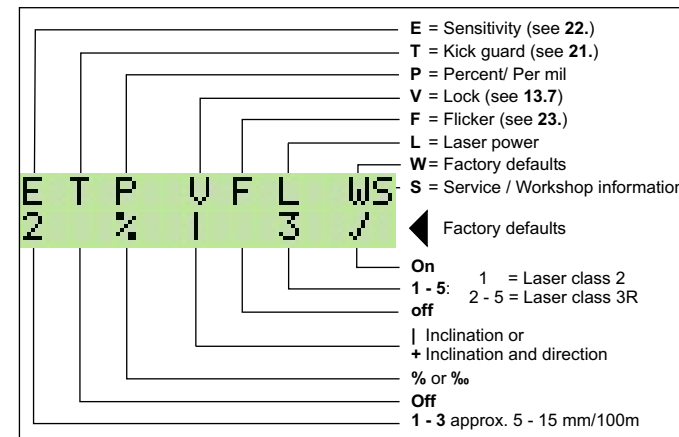 E = Sensitivity (see 22.)
T = Kick guard (see 21.)
P = Percent/ Per mil
V = Lock (see 13.7)
F = Flicker (see 23.)
L = Laser power
W = Factory defaults
S = Service / Workshop information
E T P V F L WS
2 % | 3 /
Factory defaults
On
1 - 5: 1 = Laser class 2
2 - 5 = Laser class 3R
off
| Inclination or
+ Inclination and direction
% or ‰
Off
1 - 3 approx. 5 - 15 mm/100m